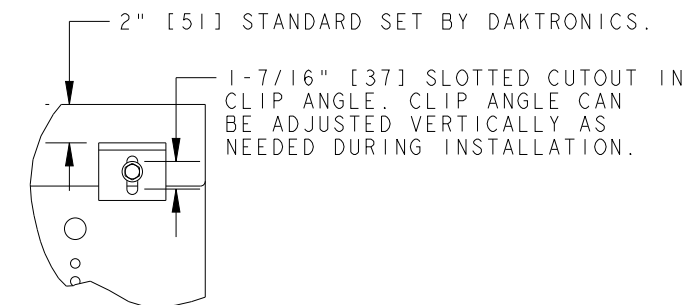 2" [51] STANDARD SET BY DAKTRONICS.
1-7/16" [37] SLOTTED CUTOUT IN
CLIP ANGLE. CLIP ANGLE CAN
BE ADJUSTED VERTICALLY AS
NEEDED DURING INSTALLATION.